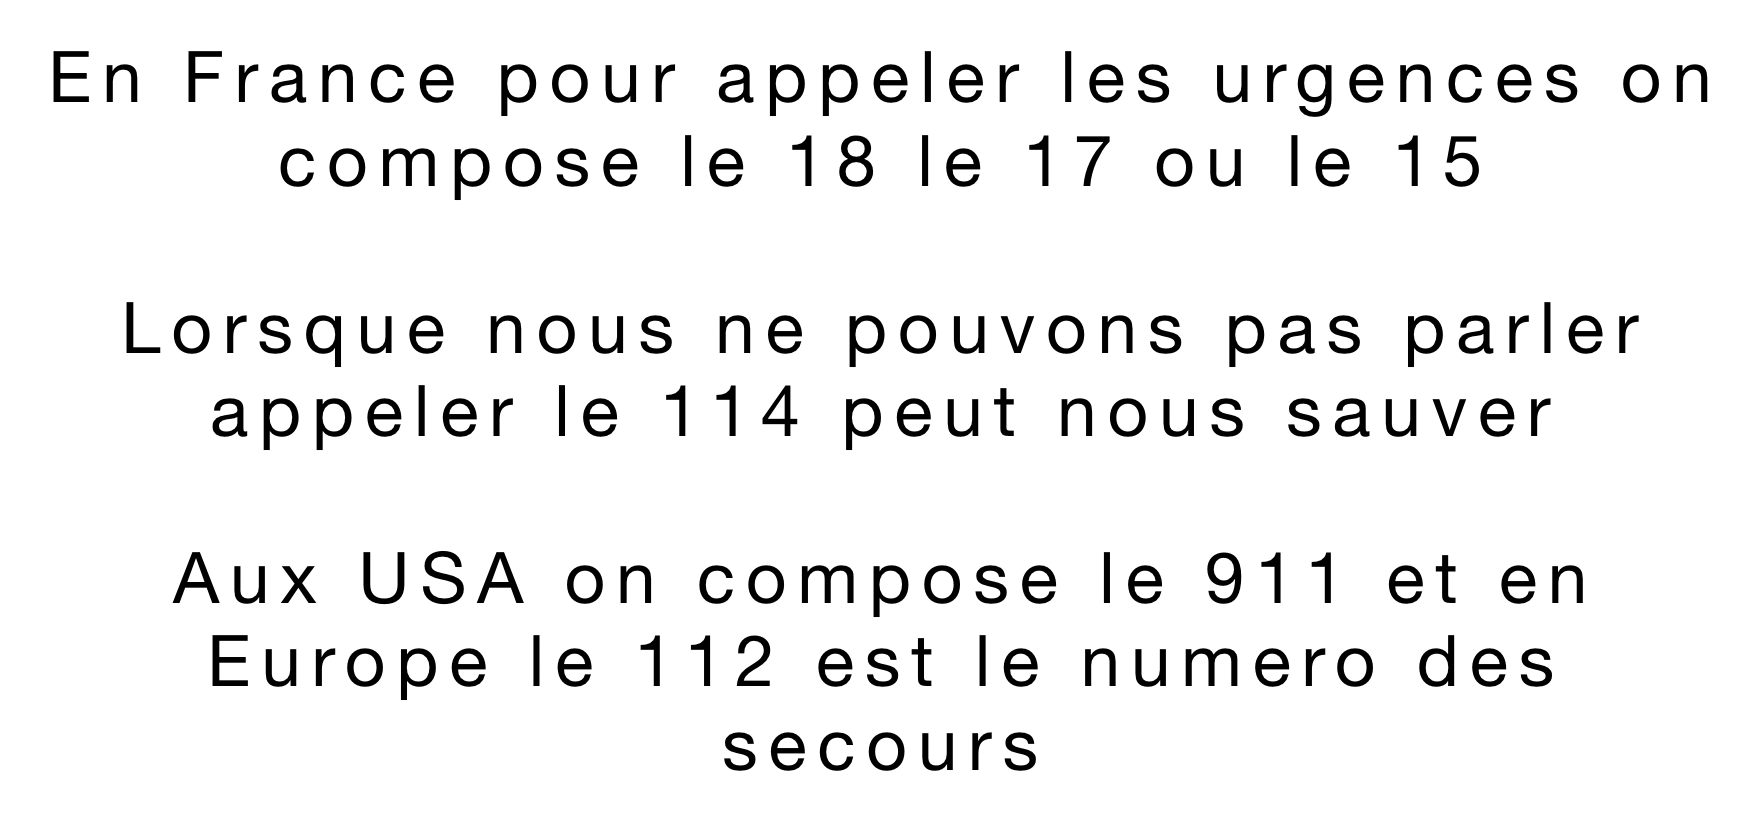 En France pour appeler les urgences on
compose le 18 le 17 ou le 15
Lorsque nous ne pouvons pas parler
appeler le 114 peut nous sauver
Aux USA on compose le 911 et en
Europe le 112 est le numero des
secours